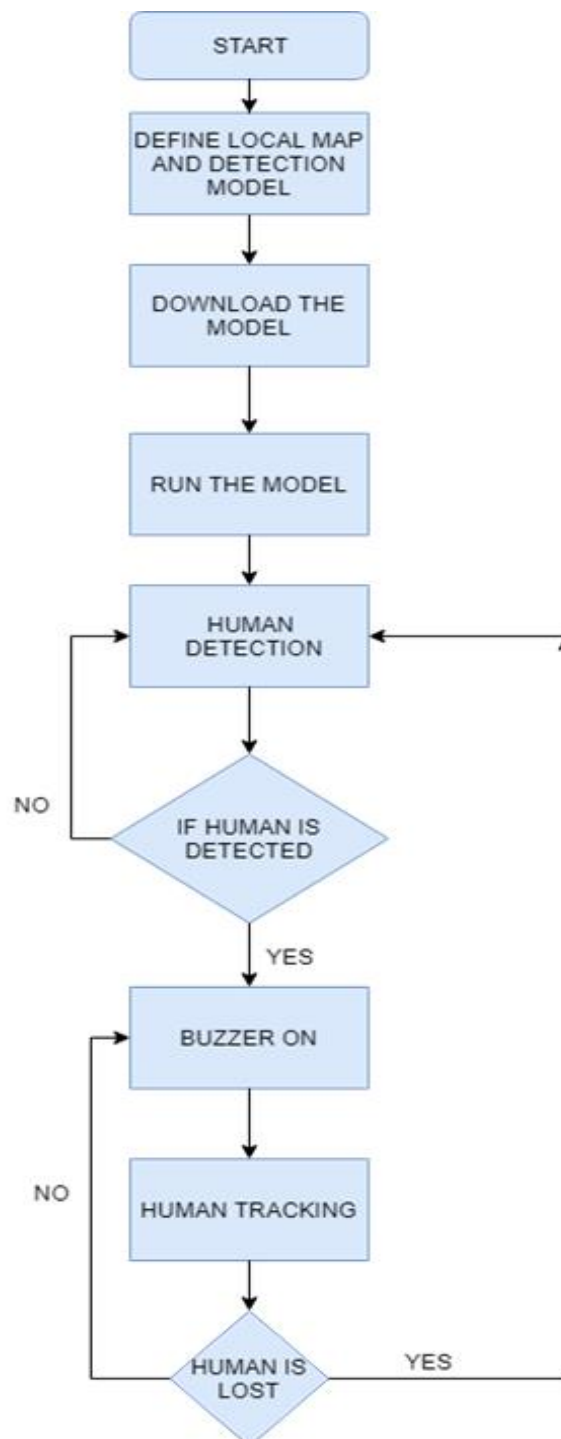 START
DEFINE LOCAL MAP
AND DETECTION
MODEL
DOWNLOAD THE
MODEL
RUN THE MODEL
HUMAN
DETECTION
NO
IF HUMAN IS
DETECTED
YES
BUZZER ON
NO
HUMAN TRACKING
HUMAN IS
LOST
YES